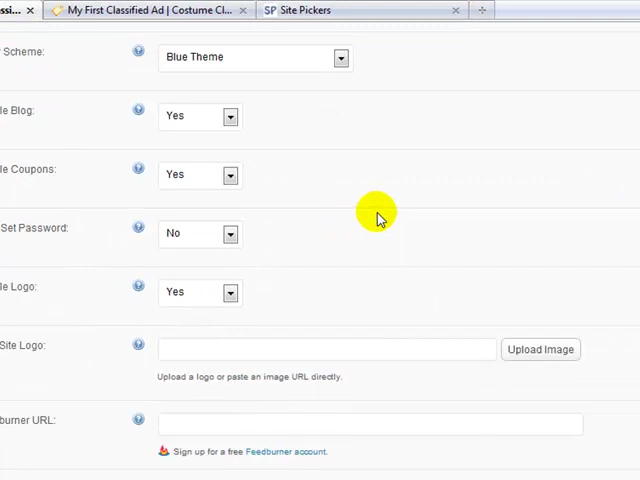 ssi...
My First Classified Ad | Costume Cl...
SP Site Pickers
Scheme:
Blue Theme
le Blog:
Yes
le Coupons:
Yes
Set Password:
No
le Logo:
Yes
Site Logo:
Upload Image
Upload a logo or paste an image URL directly.
burner URL:
Sign up for a free Feedburner account.